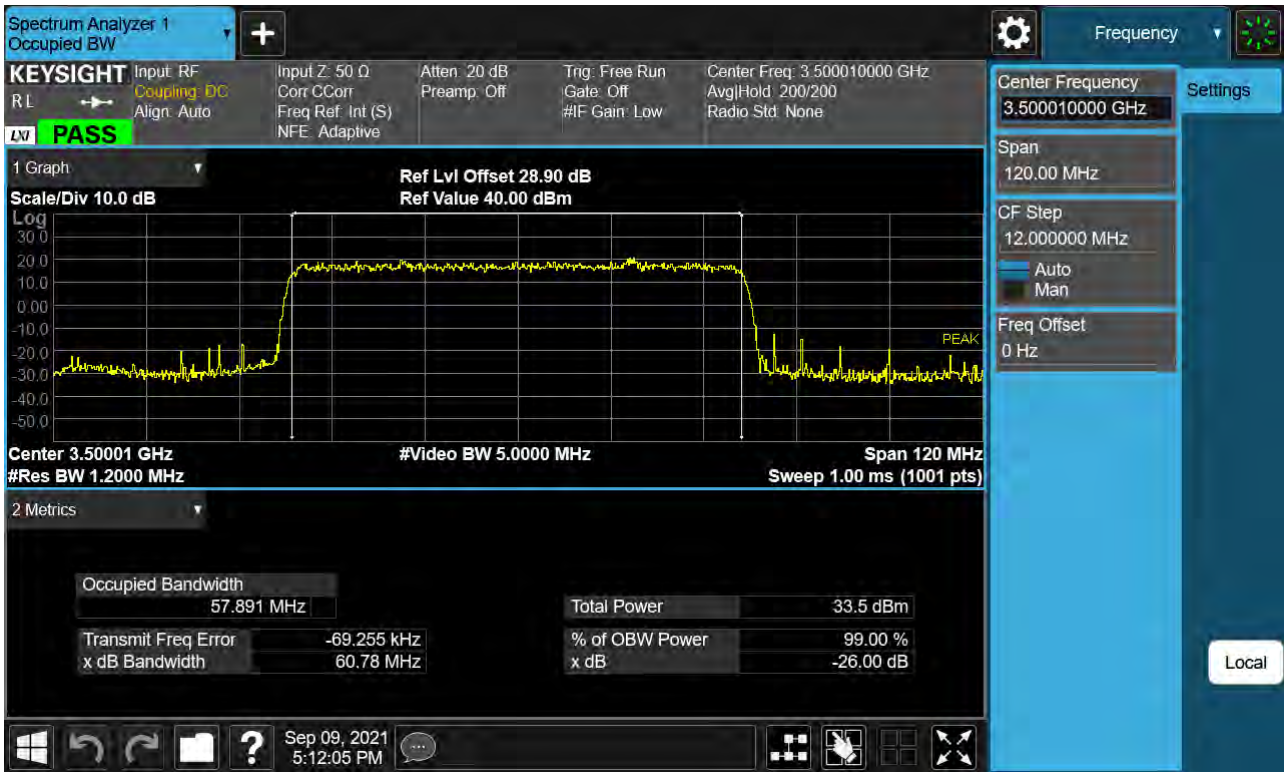 Spectrum Analyzer 1
Occupied BW
Frequency
KEYSIGHT
RL
LXI PASS
Input: RF
Coupling: DC
Align: Auto
Input Z: 50 Ω
Corr CCorr
Freq Ref: Int (S)
NFE: Adaptive
Atten: 20 dB
Preamp: Off
Trig: Free Run
Gate: Off
#IF Gain: Low
Center Freq: 3.500010000 GHz
Avg|Hold: 200/200
Radio Std: None
Center Frequency
3.500010000 GHz
Settings
Span
120.00 MHz
CF Step
12.000000 MHz
Auto
Man
Freq Offset
0 Hz
Local
1 Graph
Scale/Div 10.0 dB
Ref Lvl Offset 28.90 dB
Ref Value 40.00 dBm
Log
30.0
20.0
10.0
0.00
-10.0
-20.0
-30.0
-40.0
-50.0
PEAK
Center 3.50001 GHz
#Video BW 5.0000 MHz
Span 120 MHz
#Res BW 1.2000 MHz
Sweep 1.00 ms (1001 pts)
2 Metrics
Occupied Bandwidth
57.891 MHz
Total Power 33.5 dBm
Transmit Freq Error -69.255 kHz
% of OBW Power 99.00 %
x dB Bandwidth 60.78 MHz
x dB -26.00 dB
?
Sep 09, 2021
5:12:05 PM